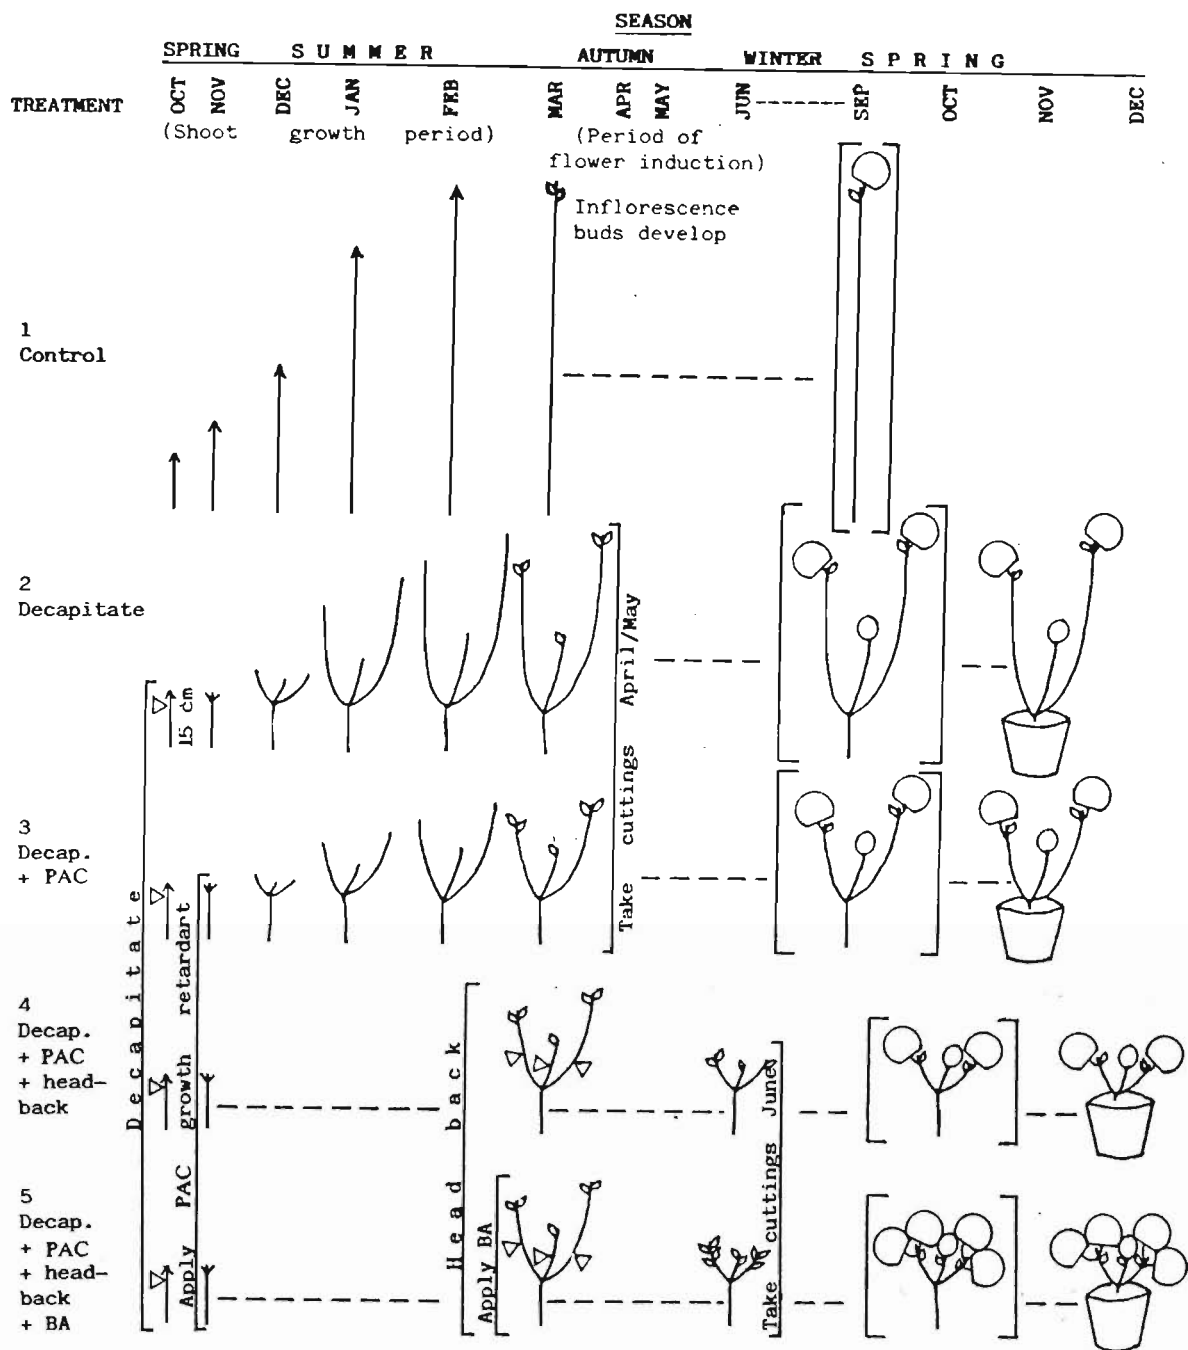 SEASON
SPRING S U M M E R AUTUMN WINTER S P R I N G
TREATMENT OCT NOV DEC JAN FEB MAR APR MAY JUN -------- SEP OCT NOV DEC
(Shoot growth period) (Period of
flower induction)
Inflorescence
buds develop
1
Control
2
Decapitate
15 cm
Take cuttings April/May
3
Decap.
+ PAC
Decapitate
Apply PAC growth retardart
4
Decap.
+ PAC
+ head-
back
Head back
Take cuttings June
5
Decap.
+ PAC
+ head-
back
+ BA
Apply BA